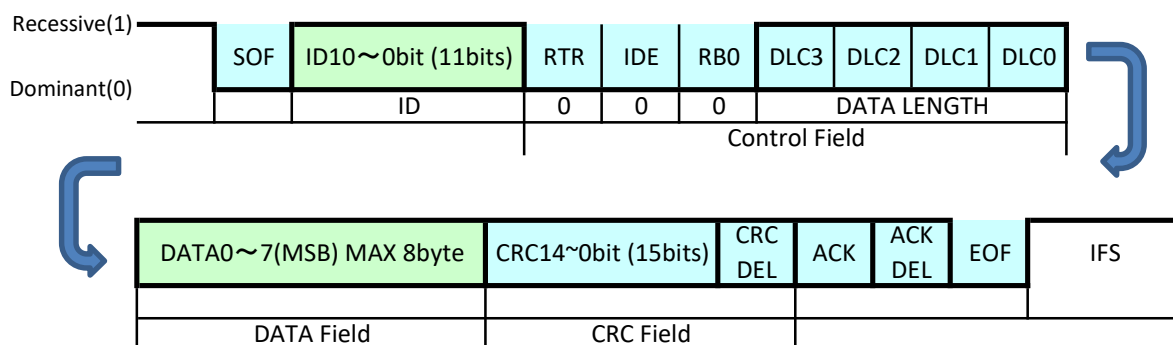 Recessive(1)
SOF ID10～0bit (11bits) RTR IDE RB0 DLC3 DLC2 DLC1 DLC0
Dominant(0)
ID 0 0 0 DATA LENGTH
Control Field
DATA0～7(MSB) MAX 8byte CRC14~0bit (15bits) CRC DEL ACK ACK DEL EOF IFS
DATA Field CRC Field